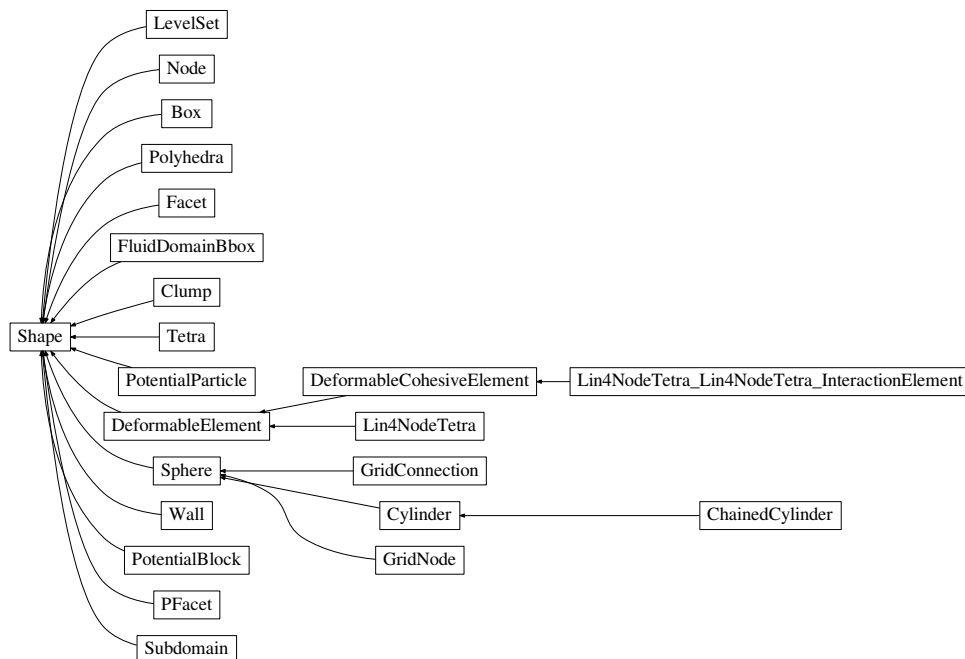 LevelSet
Node
Box
Polyhedra
Facet
FluidDomainBbox
Clump
Shape
Tetra
PotentialParticle
DeformableCohesiveElement
Lin4NodeTetra_Lin4NodeTetra_InteractionElement
DeformableElement
Lin4NodeTetra
Sphere
GridConnection
Wall
Cylinder
ChainedCylinder
PotentialBlock
GridNode
PFacet
Subdomain